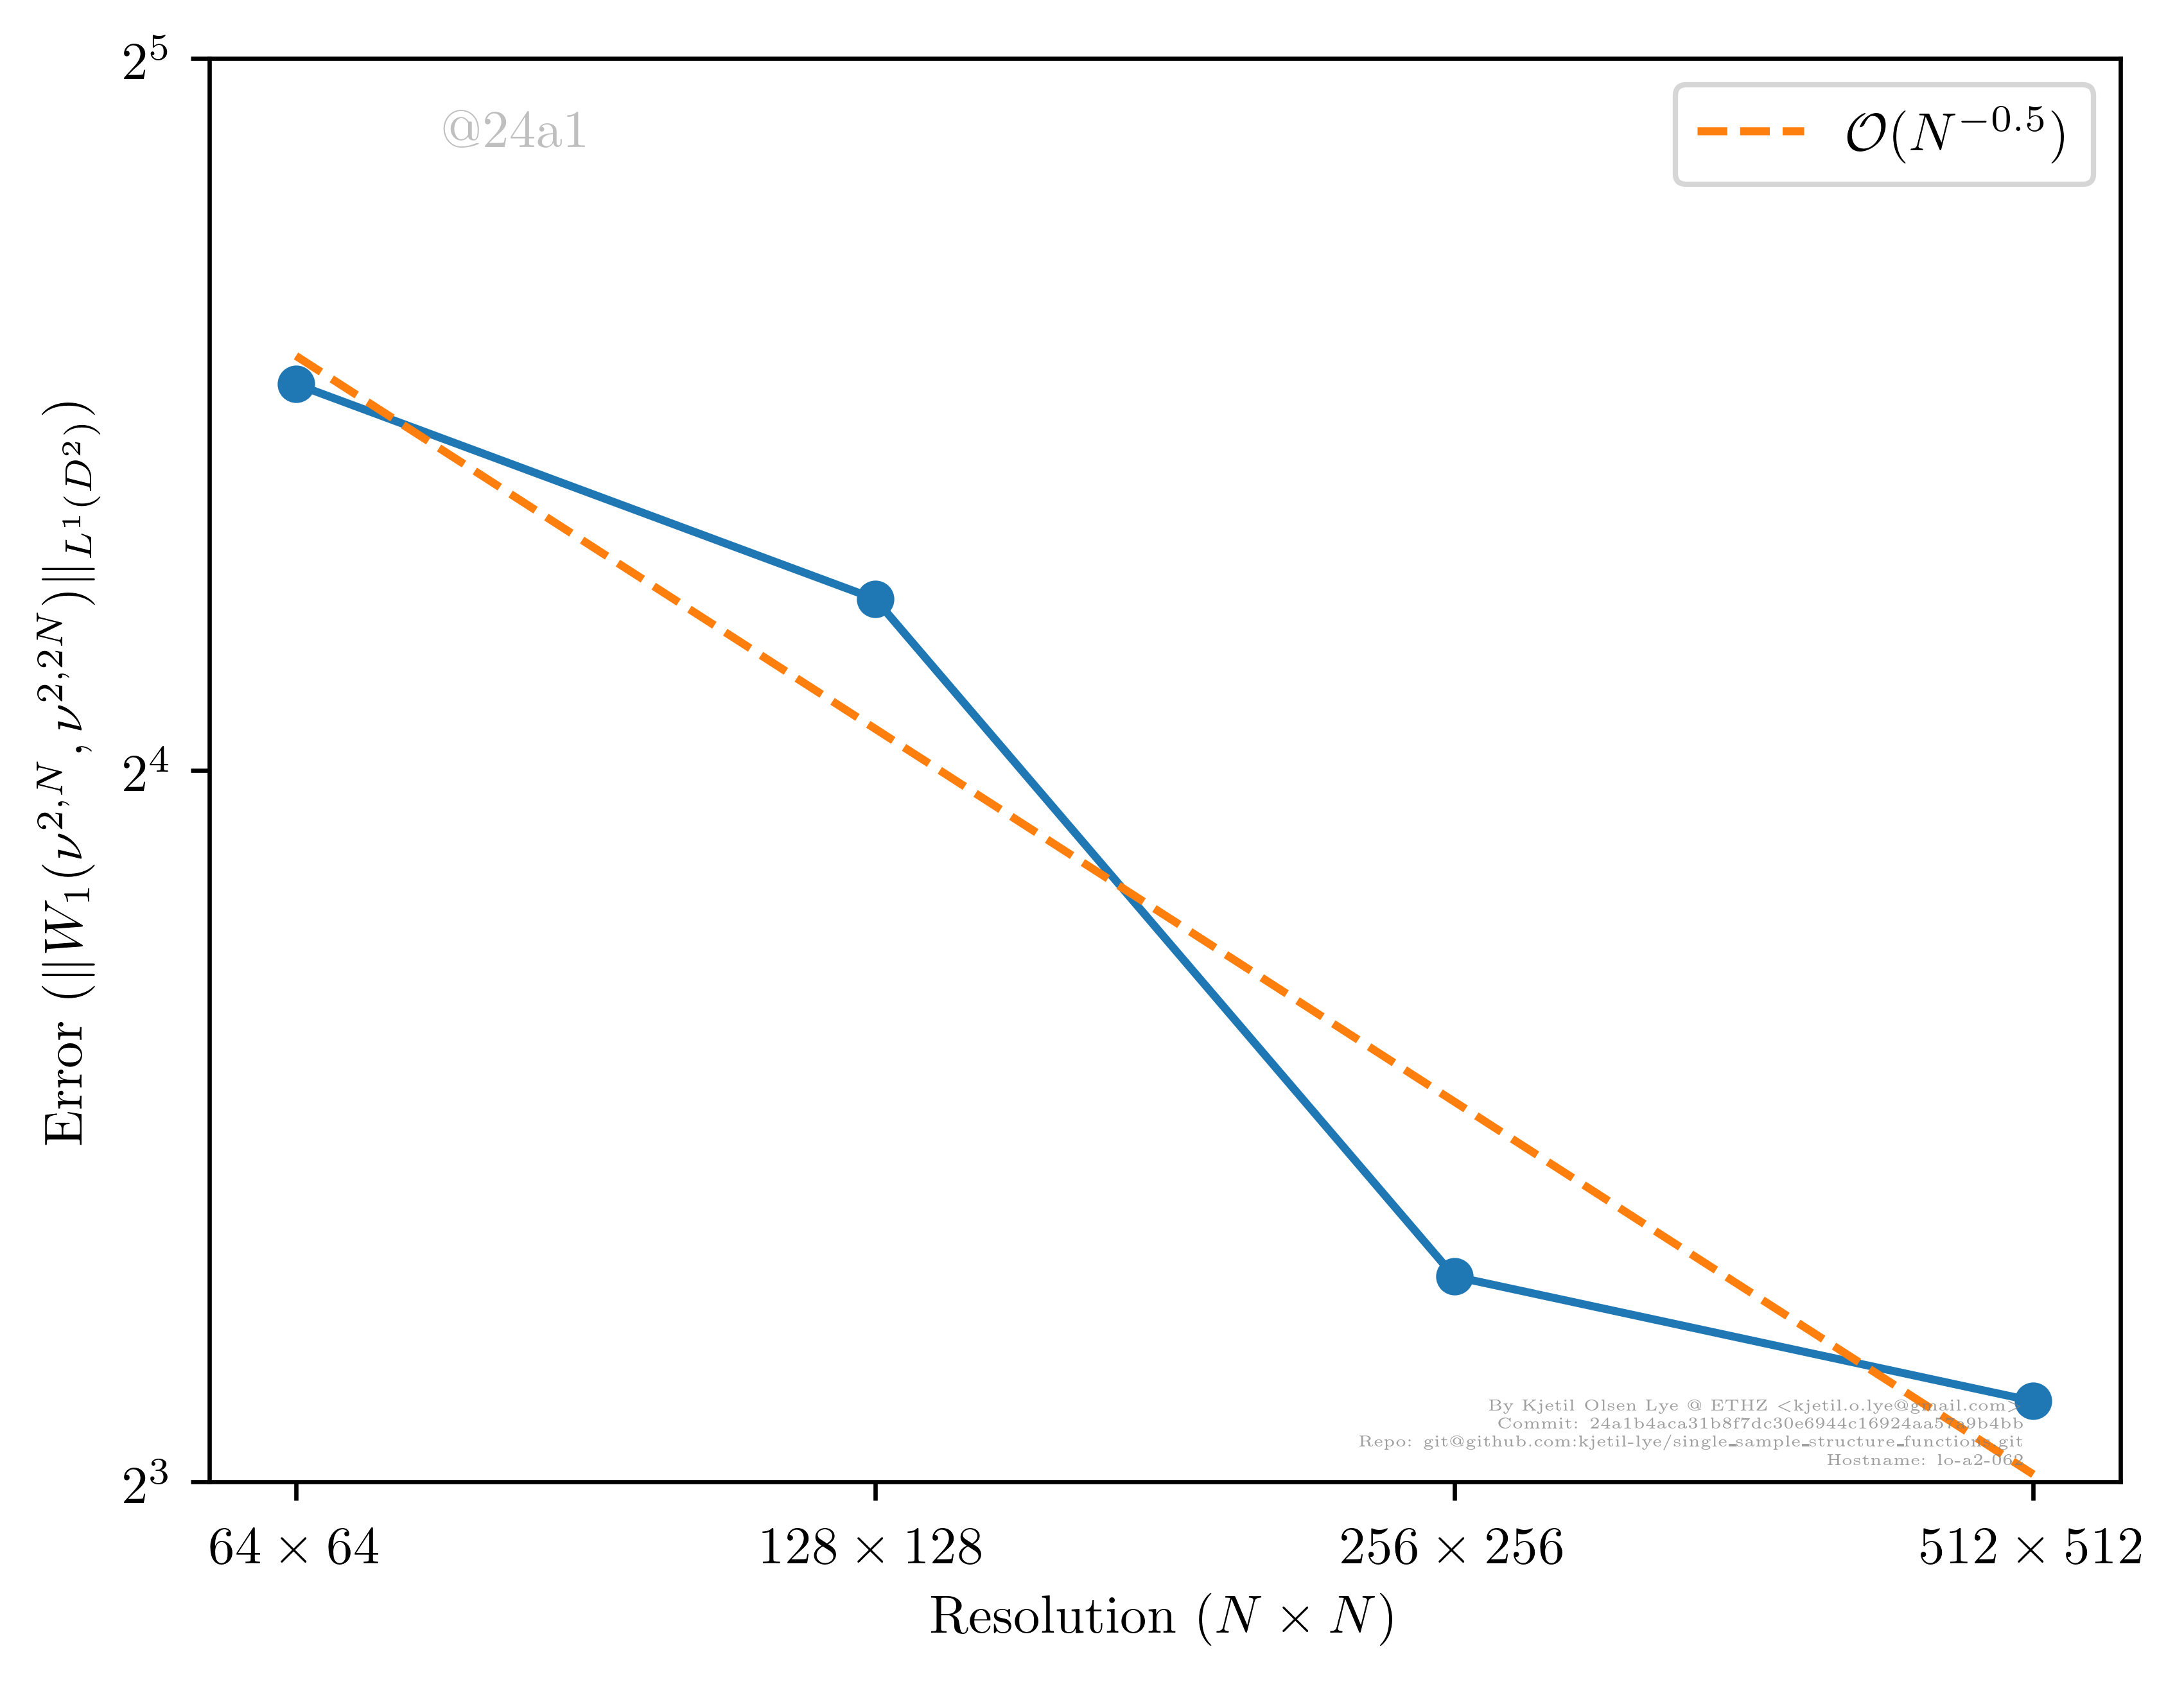 2^5
@24a1
O(N^{-0.5})
Error (||W_1(ν^{2,N}, ν^{2,2N})||_{L^1(D^2)})
2^4
By Kjetil Olsen Lye @ ETHZ <kjetil.o.lye@gmail.com>
Commit: 24a1b4aca31b8f7dc30e6944c16924aa57a9b4bb
Repo: git@github.com:kjetil-lye/single_sample_structure_functions.git
Hostname: lo-a2-062
2^3
64 × 64 128 × 128 256 × 256 512 × 512
Resolution (N × N)